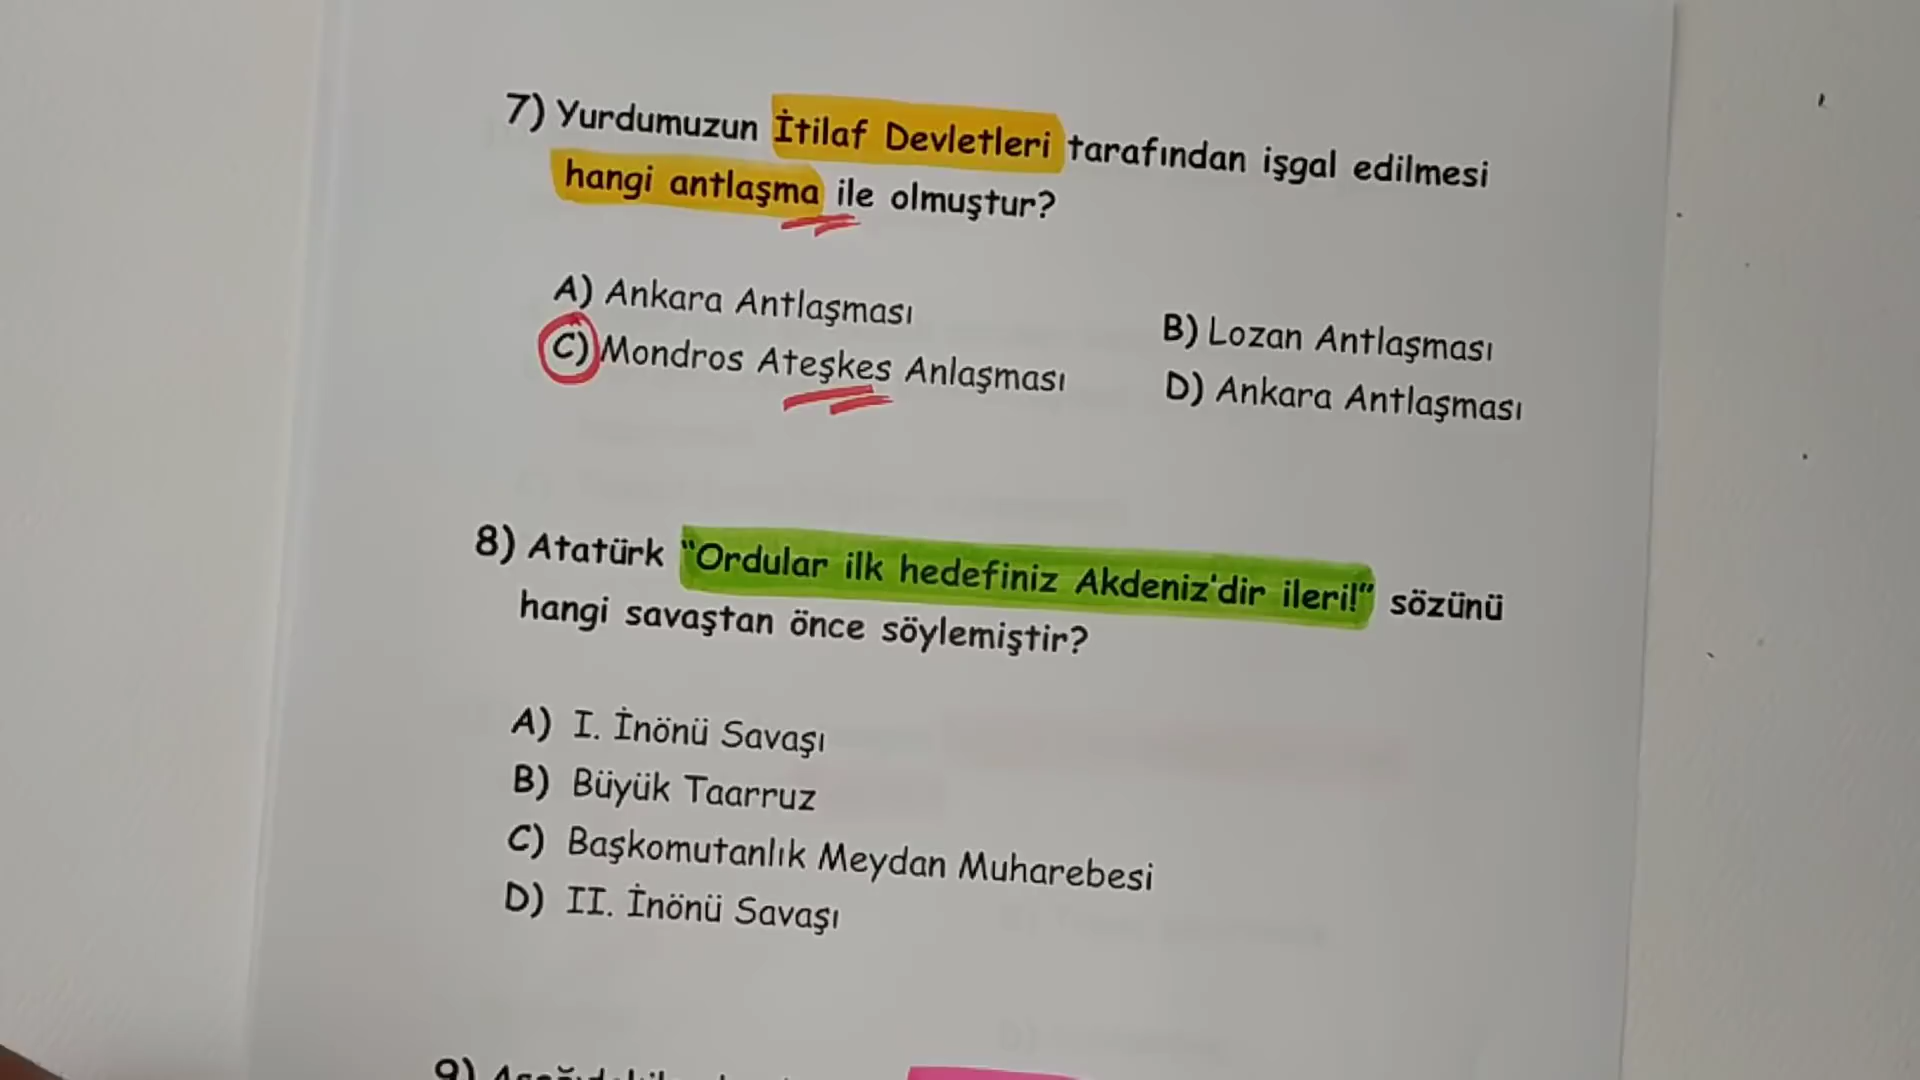 7) Yurdumuzun İtilaf Devletleri tarafından işgal edilmesi
hangi antlaşma ile olmuştur?
A) Ankara Antlaşması
B) Lozan Antlaşması
C) Mondros Ateşkes Anlaşması
D) Ankara Antlaşması
8) Atatürk "Ordular ilk hedefiniz Akdeniz'dir ileri!" sözünü
hangi savaştan önce söylemiştir?
A) I. İnönü Savaşı
B) Büyük Taarruz
C) Başkomutanlık Meydan Muharebesi
D) II. İnönü Savaşı
9)